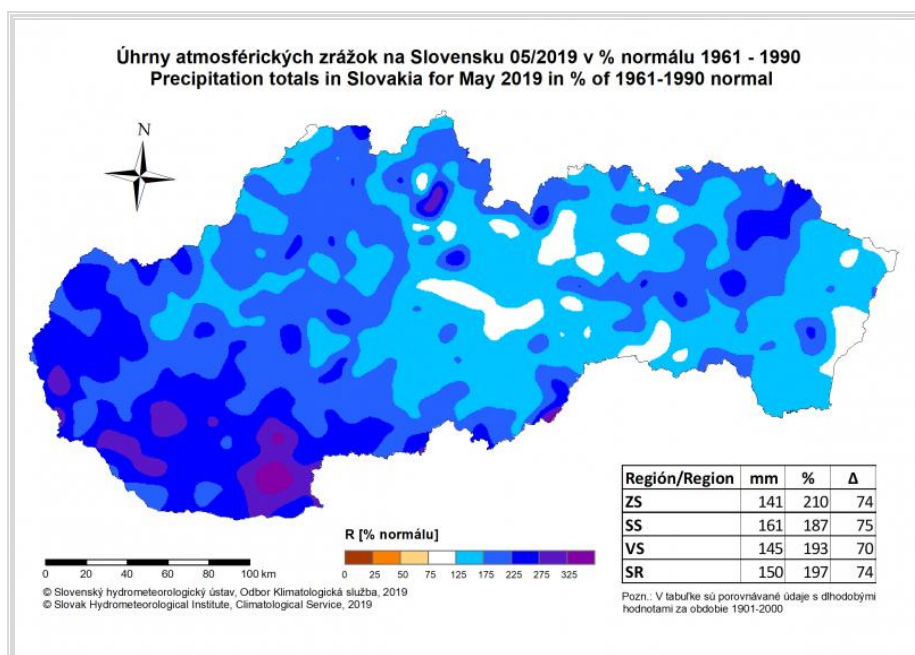 Úhrny atmosférických zrážok na Slovensku 05/2019 v % normálu 1961 - 1990
Precipitation totals in Slovakia for May 2019 in % of 1961-1990 normal
N
R [% normálu]
0 25 50 75 125 175 225 275 325
0 20 40 60 80 100 km
© Slovenský hydrometeorologický ústav, Odbor Klimatologická služba, 2019
© Slovak Hydrometeorological Institute, Climatological Service, 2019
Región/Region mm % Δ
ZS 141 210 74
SS 161 187 75
VS 145 193 70
SR 150 197 74
Pozn.: V tabuľke sú porovnávané údaje s dlhodobými
hodnotami za obdobie 1901-2000